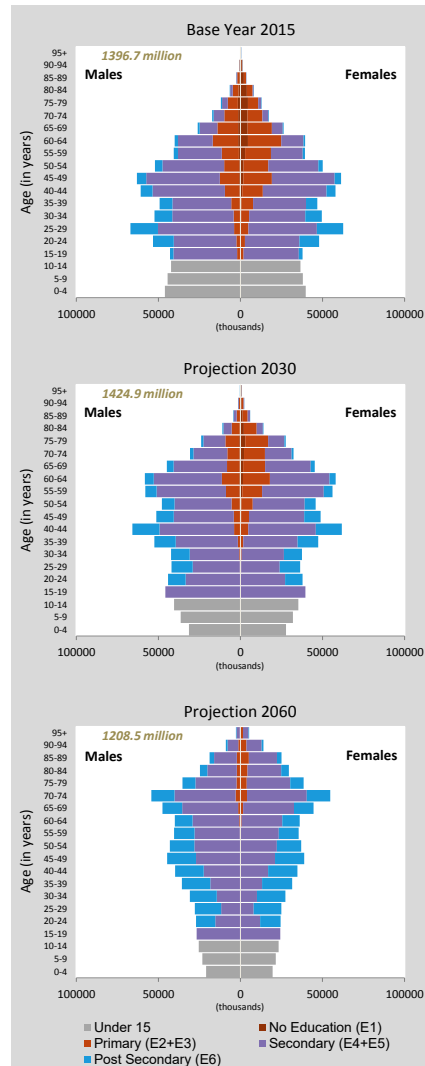 Base Year 2015
1396.7 million
Males
Females
Age (in years)
95+
90-94
85-89
80-84
75-79
70-74
65-69
60-64
55-59
50-54
45-49
40-44
35-39
30-34
25-29
20-24
15-19
10-14
5-9
0-4
100000 50000 0 50000 100000
(thousands)
Projection 2030
1424.9 million
Males
Females
Age (in years)
95+
90-94
85-89
80-84
75-79
70-74
65-69
60-64
55-59
50-54
45-49
40-44
35-39
30-34
25-29
20-24
15-19
10-14
5-9
0-4
100000 50000 0 50000 100000
(thousands)
Projection 2060
1208.5 million
Males
Females
Age (in years)
95+
90-94
85-89
80-84
75-79
70-74
65-69
60-64
55-59
50-54
45-49
40-44
35-39
30-34
25-29
20-24
15-19
10-14
5-9
0-4
100000 50000 0 50000 100000
(thousands)
Under 15 No Education (E1)
Primary (E2+E3) Secondary (E4+E5)
Post Secondary (E6)